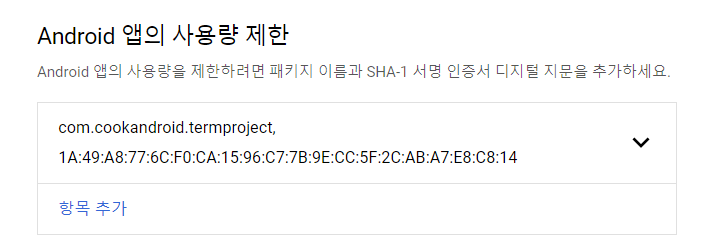 Android 앱의 사용량 제한
Android 앱의 사용량을 제한하려면 패키지 이름과 SHA-1 서명 인증서 디지털 지문을 추가하세요.
com.cookandroid.termproject,
1A:49:A8:77:6C:F0:CA:15:96:C7:7B:9E:CC:5F:2C:AB:A7:E8:C8:14
항목 추가